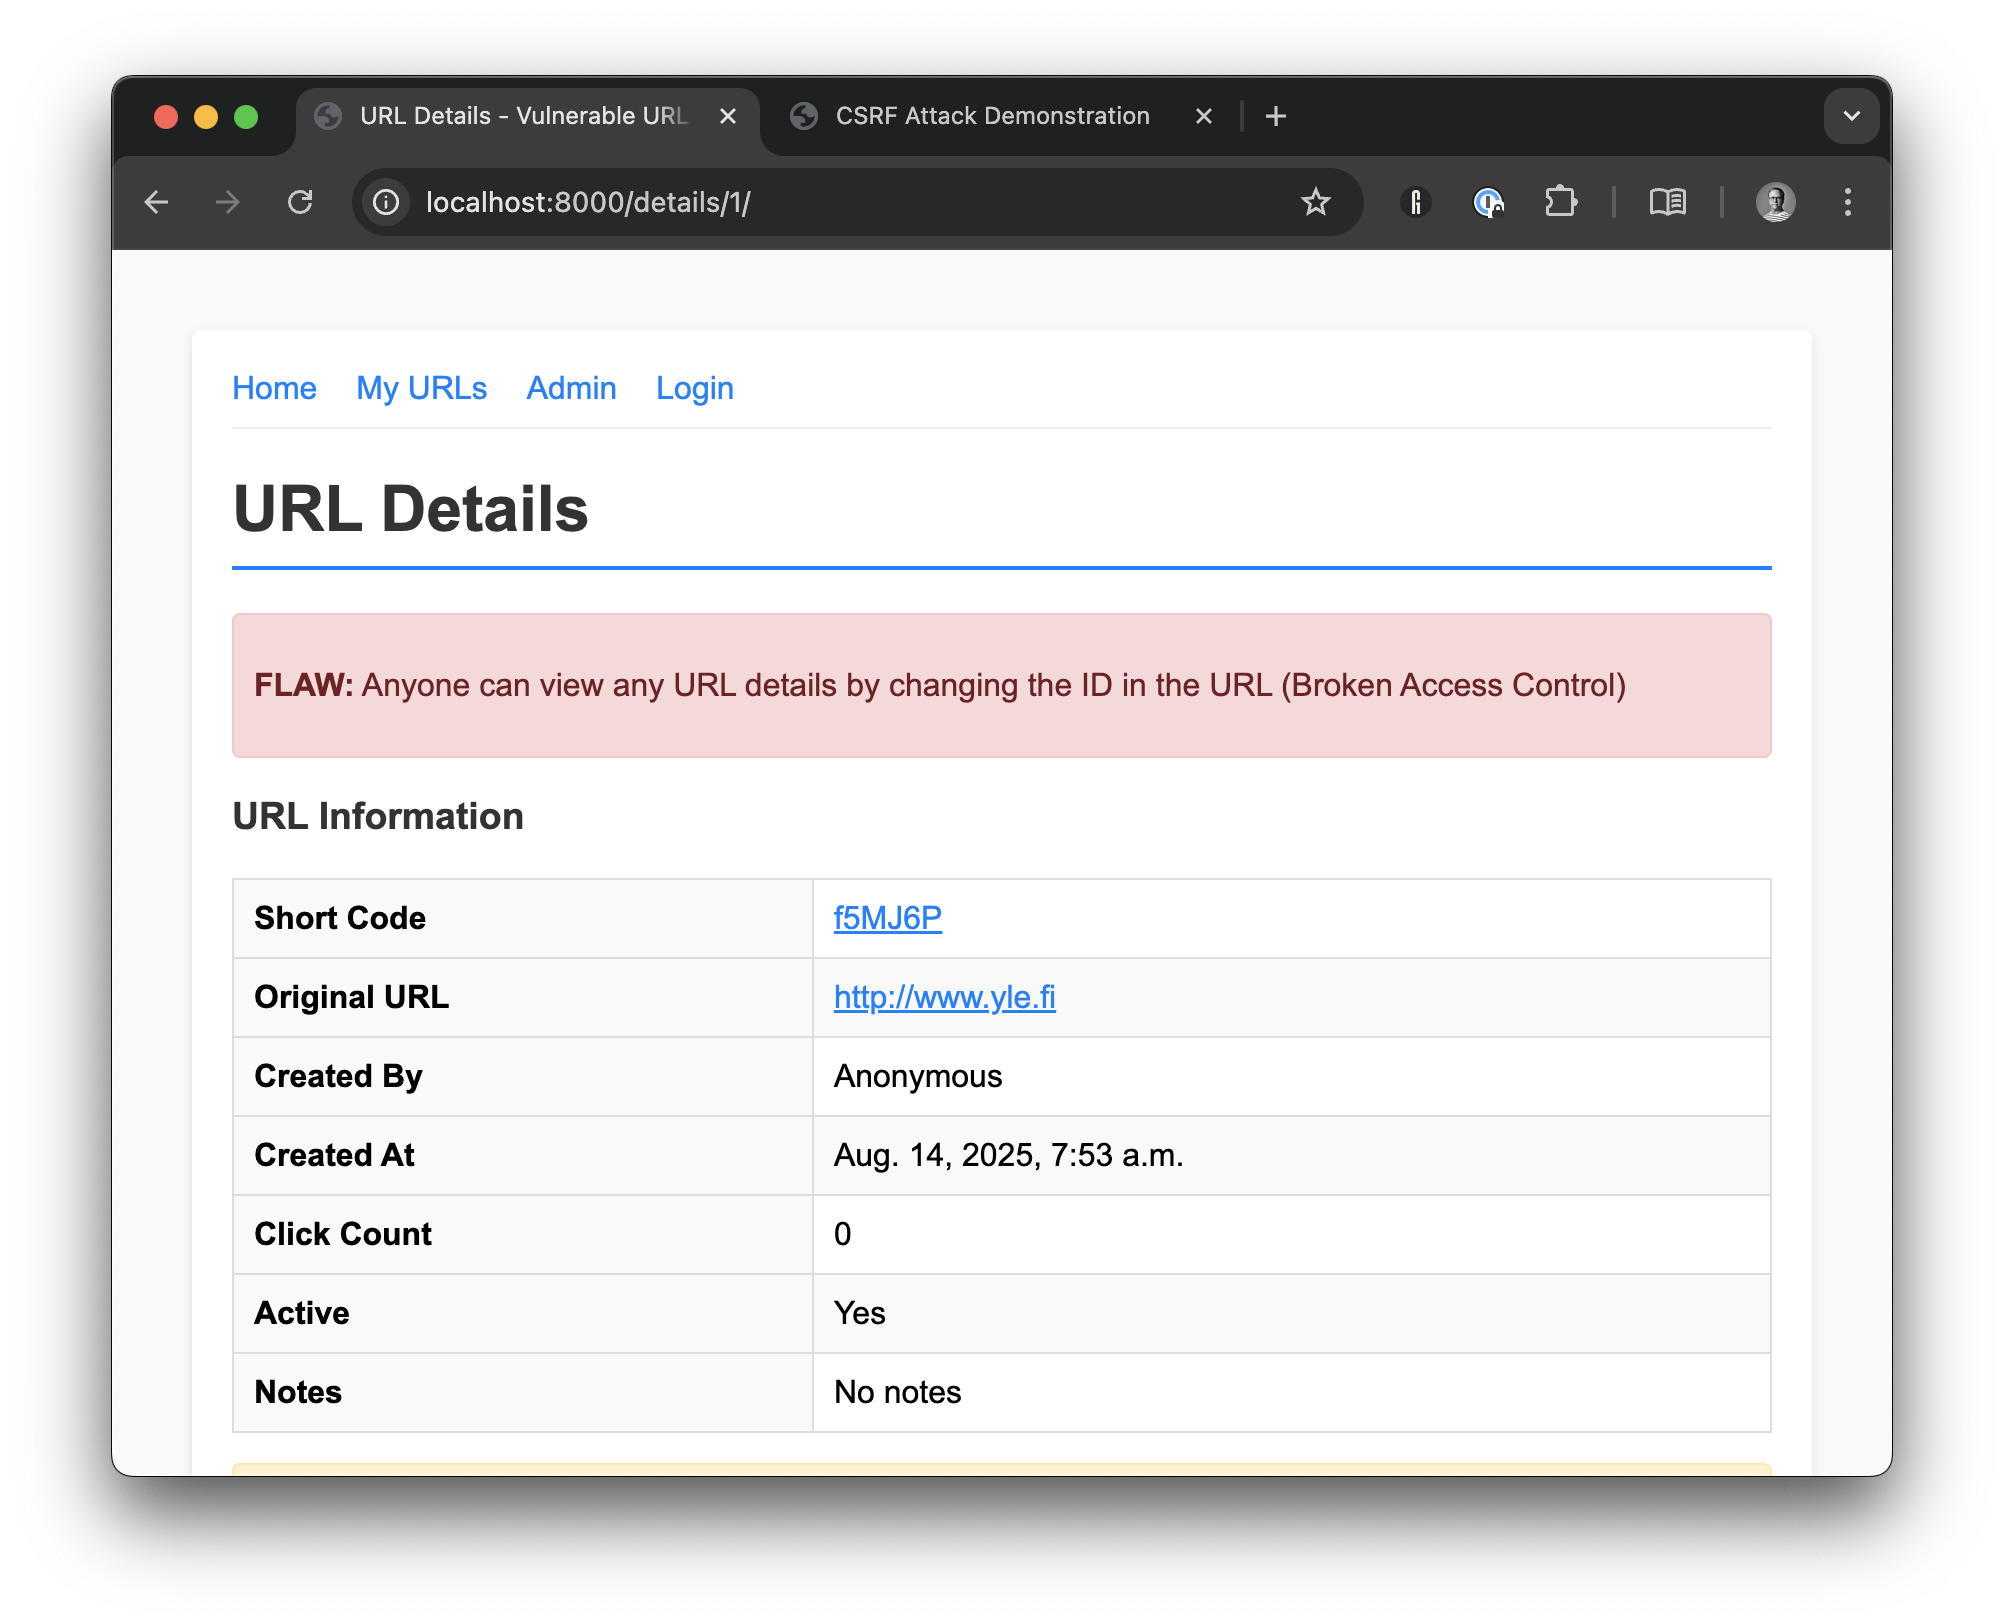 URL Details - Vulnerable URL
CSRF Attack Demonstration
localhost:8000/details/1/
Home My URLs Admin Login
URL Details
FLAW: Anyone can view any URL details by changing the ID in the URL (Broken Access Control)
URL Information
Short Code f5MJ6P
Original URL http://www.yle.fi
Created By Anonymous
Created At Aug. 14, 2025, 7:53 a.m.
Click Count 0
Active Yes
Notes No notes